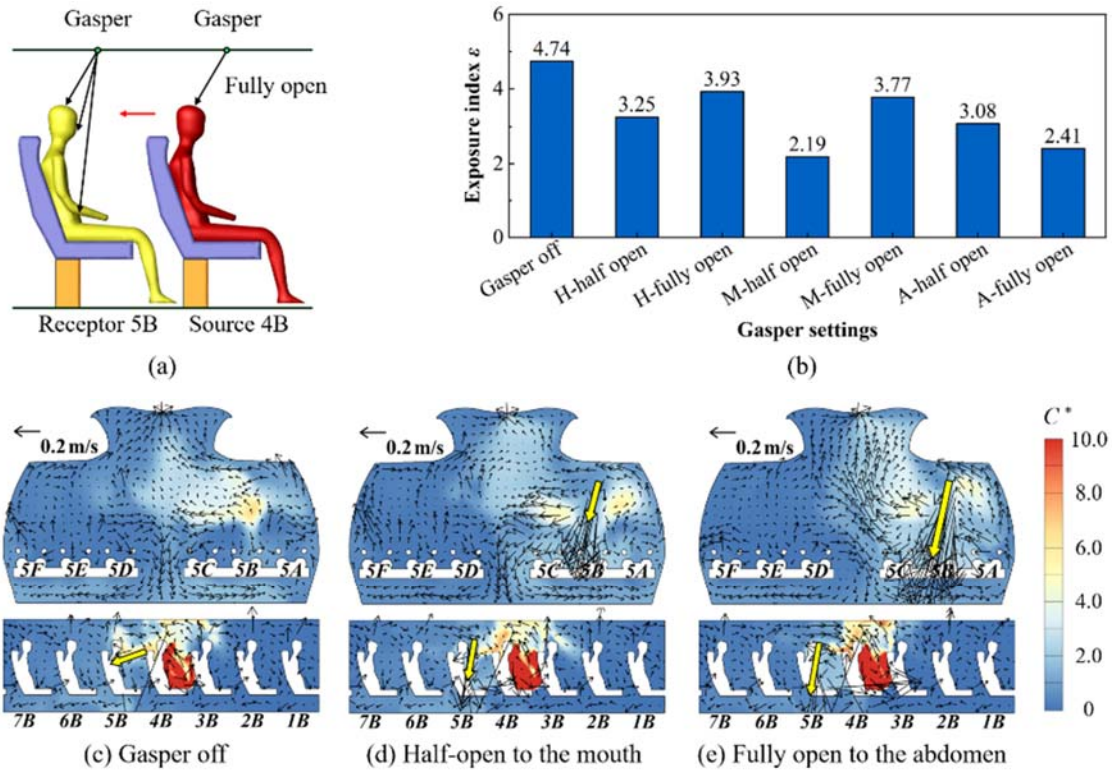 Gasper Gasper
Fully open
Receptor 5B Source 4B
(a)
Exposure index ε
6
4
2
0
4.74
3.25
3.93
2.19
3.77
3.08
2.41
Gasper off
H-half open
H-fully open
M-half open
M-fully open
A-half open
A-fully open
Gasper settings
(b)
0.2 m/s
5F 5E 5D 5C 5B 5A
7B 6B 5B 4B 3B 2B 1B
(c) Gasper off
0.2 m/s
5F 5E 5D 5C 5B 5A
7B 6B 5B 4B 3B 2B 1B
(d) Half-open to the mouth
0.2 m/s
5F 5E 5D 5C 5B 5A
7B 6B 5B 4B 3B 2B 1B
(e) Fully open to the abdomen
C*
10.0
8.0
6.0
4.0
2.0
0